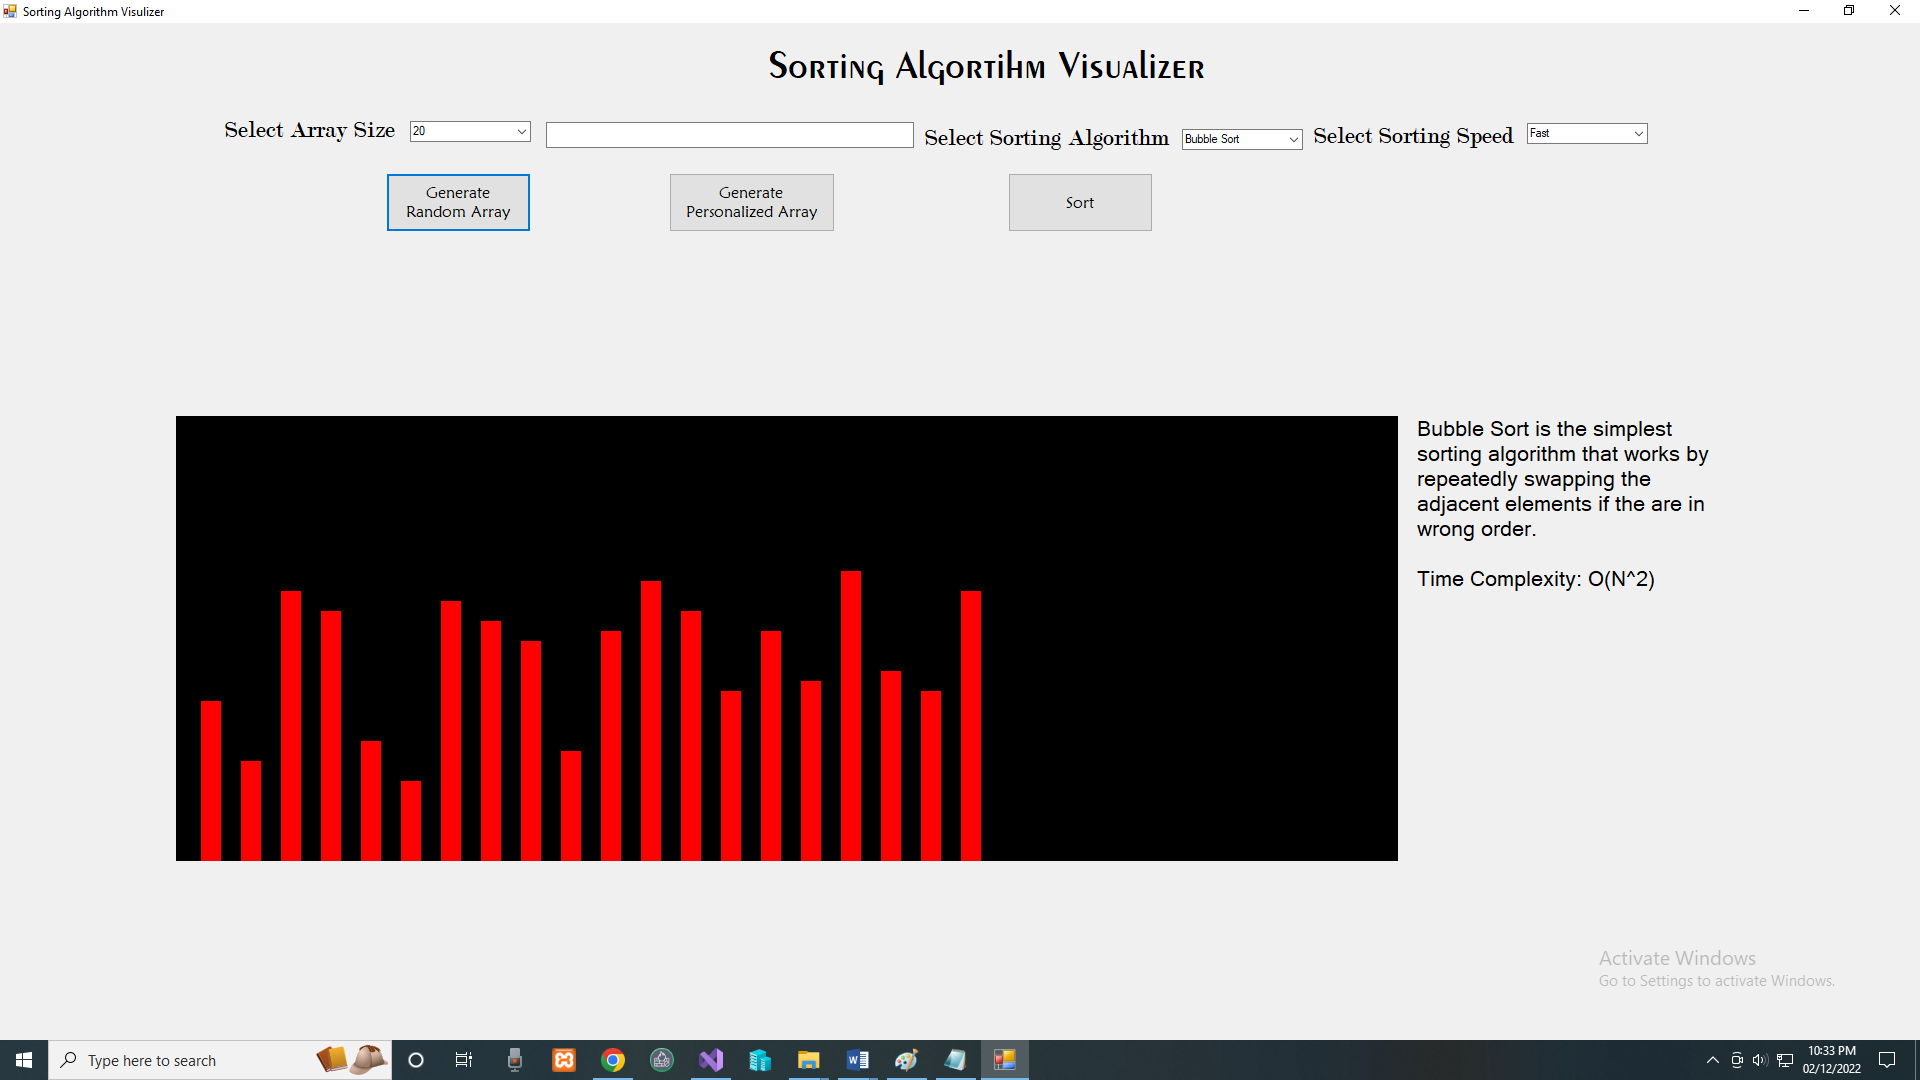 Sorting Algorithm Visulizer
Sorting Algortihm Visualizer
Select Array Size
20
Select Sorting Algorithm
Bubble Sort
Select Sorting Speed
Fast
Generate
Random Array
Generate
Personalized Array
Sort
Bubble Sort is the simplest
sorting algorithm that works by
repeatedly swapping the
adjacent elements if the are in
wrong order.
Time Complexity: O(N^2)
Activate Windows
Go to Settings to activate Windows.
Type here to search
10:33 PM
02/12/2022